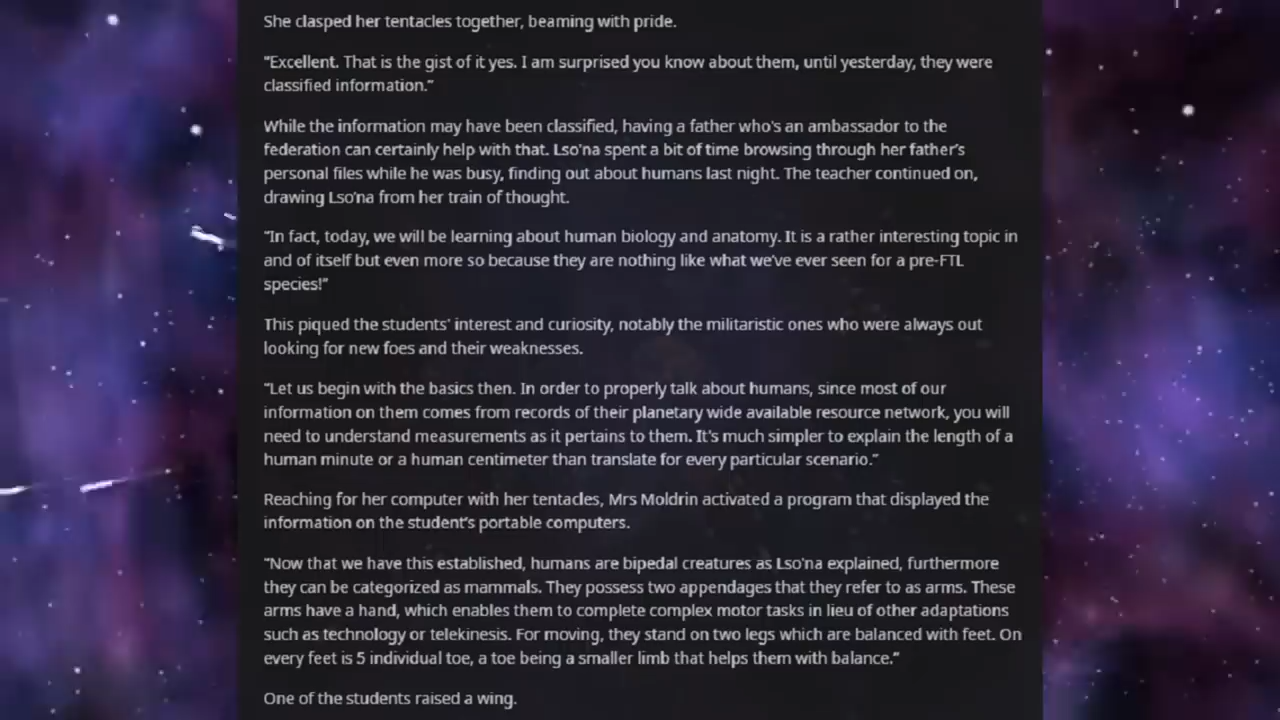 She clasped her tentacles together, beaming with pride.
"Excellent. That is the gist of it yes. I am surprised you know about them, until yesterday, they were
classified information."
While the information may have been classified, having a father who's an ambassador to the
federation can certainly help with that. Lso'na spent a bit of time browsing through her father's
personal files while he was busy, finding out about humans last night. The teacher continued on,
drawing Lso'na from her train of thought.
"In fact, today, we will be learning about human biology and anatomy. It is a rather interesting topic in
and of itself but even more so because they are nothing like what we've ever seen for a pre-FTL
species!"
This piqued the students' interest and curiosity, notably the militaristic ones who were always out
looking for new foes and their weaknesses.
"Let us begin with the basics then. In order to properly talk about humans, since most of our
information on them comes from records of their planetary wide available resource network, you will
need to understand measurements as it pertains to them. It's much simpler to explain the length of a
human minute or a human centimeter than translate for every particular scenario."
Reaching for her computer with her tentacles, Mrs Moldrin activated a program that displayed the
information on the student's portable computers.
"Now that we have this established, humans are bipedal creatures as Lso'na explained, furthermore
they can be categorized as mammals. They possess two appendages that they refer to as arms. These
arms have a hand, which enables them to complete complex motor tasks in lieu of other adaptations
such as technology or telekinesis. For moving, they stand on two legs which are balanced with feet. On
every feet is 5 individual toe, a toe being a smaller limb that helps them with balance."
One of the students raised a wing.